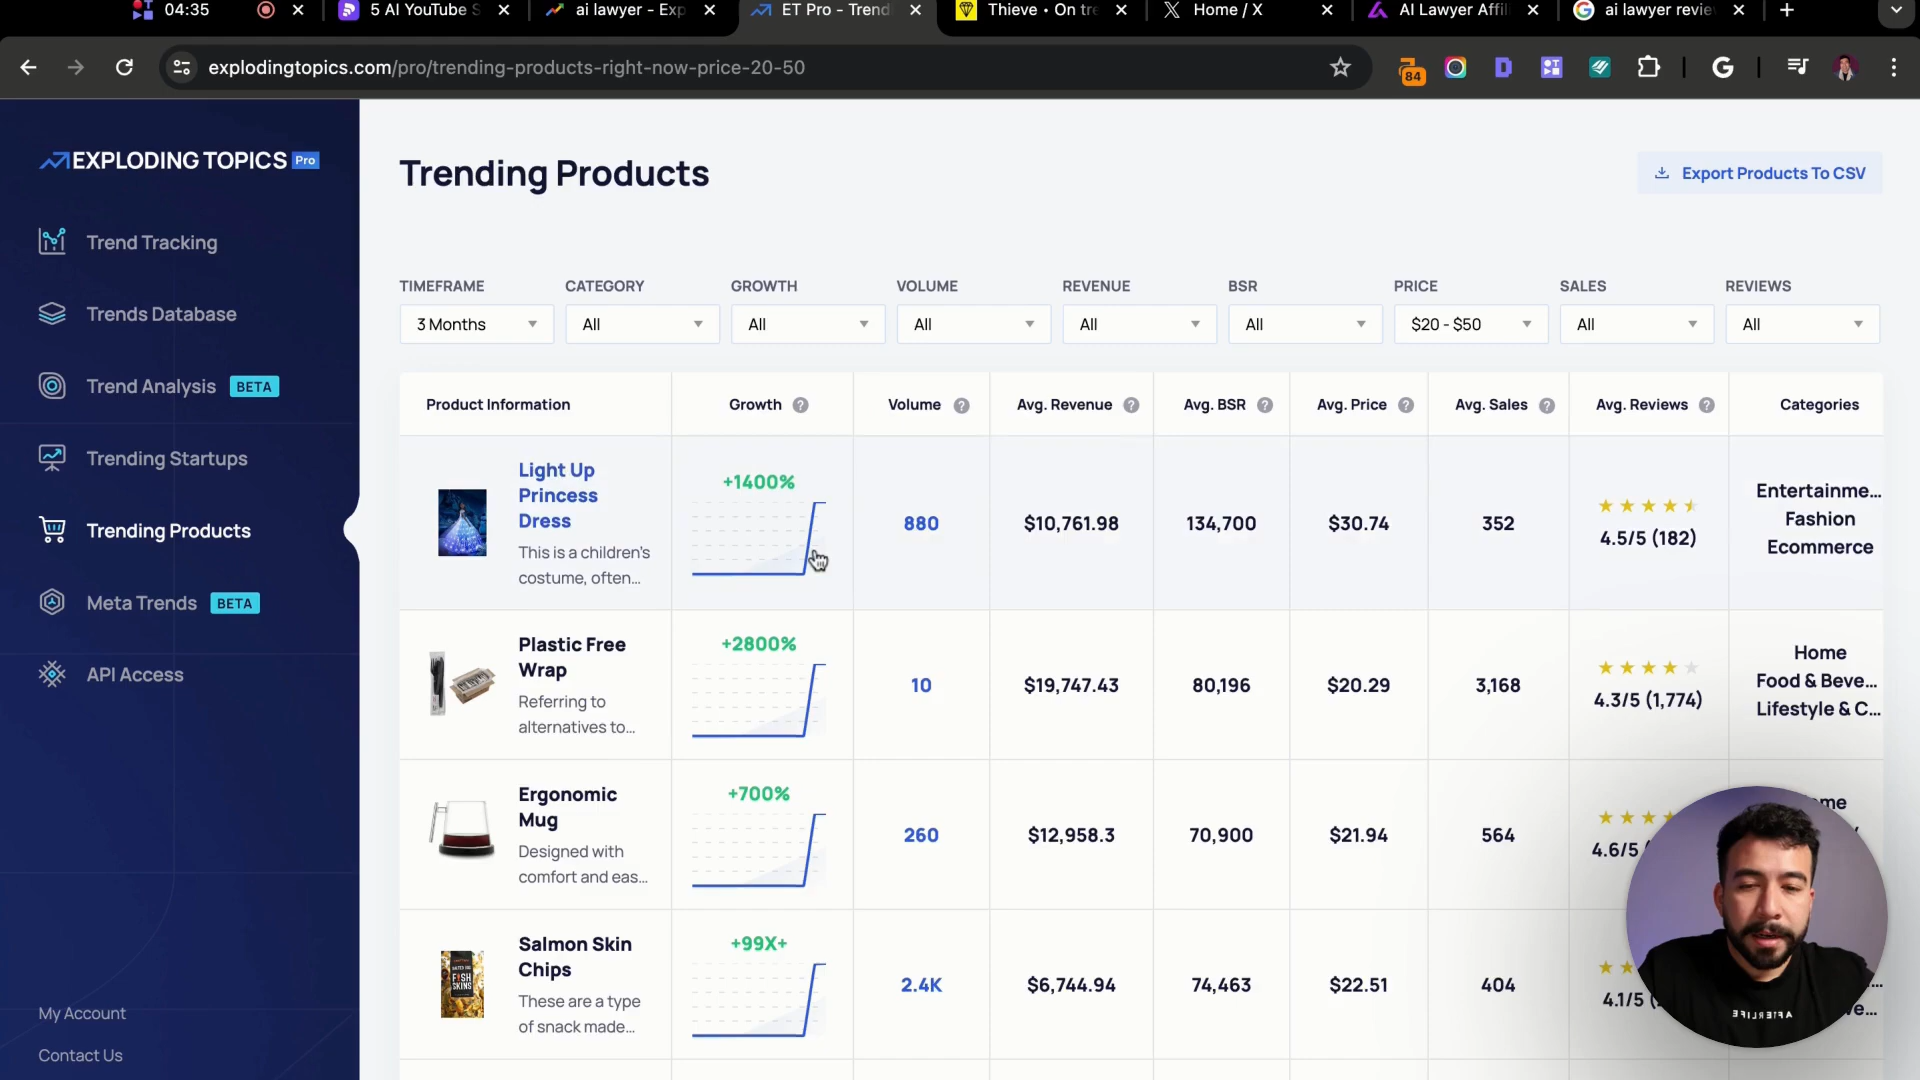 04:35
5 AI YouTube S
ai lawyer - Exp
ET Pro - Trendi
Thieve • On tre
Home / X
AI Lawyer Affil
ai lawyer revie
explodingtopics.com/pro/trending-products-right-now-price-20-50
84
EXPLODING TOPICS Pro
Trend Tracking
Trends Database
Trend Analysis BETA
Trending Startups
Trending Products
Meta Trends BETA
API Access
My Account
Contact Us
Trending Products
Export Products To CSV
TIMEFRAME CATEGORY GROWTH VOLUME REVENUE BSR PRICE SALES REVIEWS
3 Months All All All All All $20 - $50 All All
Product Information Growth ? Volume ? Avg. Revenue ? Avg. BSR ? Avg. Price ? Avg. Sales ? Avg. Reviews ? Categories
Light Up
Princess
Dress
This is a children's
costume, often...
+1400%
880
$10,761.98
134,700
$30.74
352
4.5/5 (182)
Entertainme...
Fashion
Ecommerce
Plastic Free
Wrap
Referring to
alternatives to...
+2800%
10
$19,747.43
80,196
$20.29
3,168
4.3/5 (1,774)
Home
Food & Beve...
Lifestyle & C...
Ergonomic
Mug
Designed with
comfort and eas...
+700%
260
$12,958.3
70,900
$21.94
564
4.6/5
Salmon Skin
Chips
These are a type
of snack made...
+99X+
2.4K
$6,744.94
74,463
$22.51
404
4.1/5
AFTERLIFE